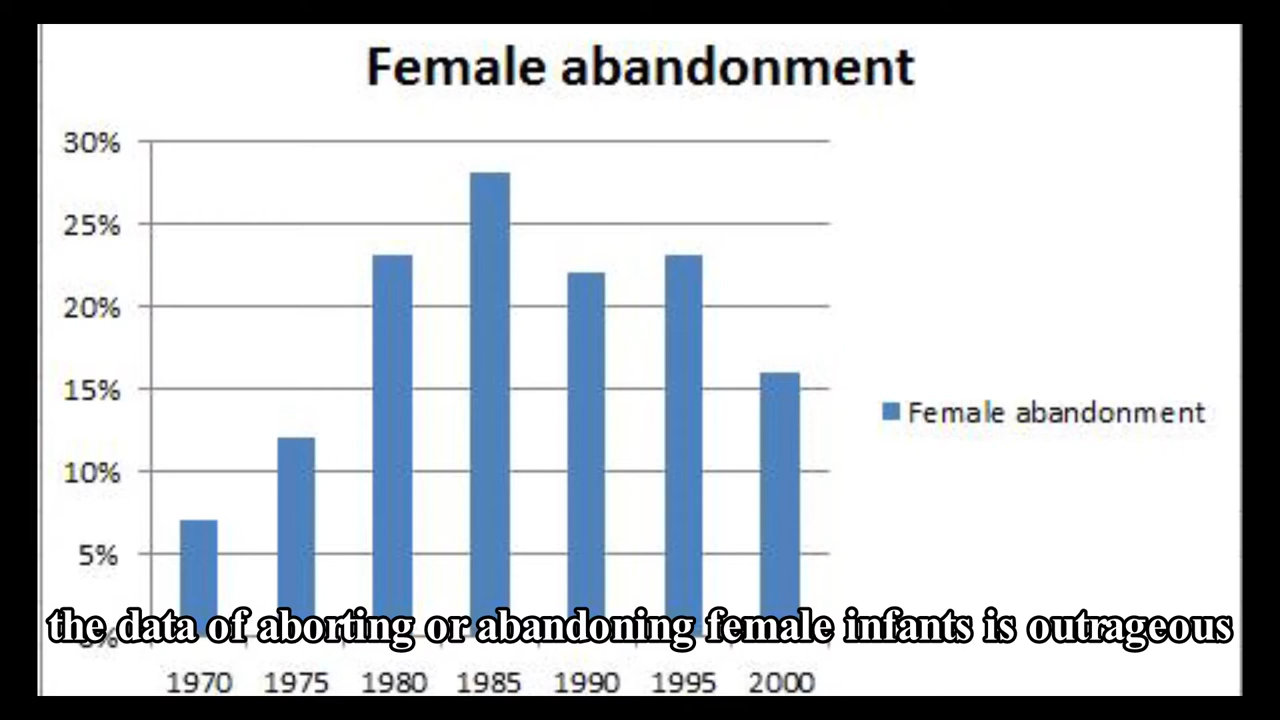 Female abandonment
30%
25%
20%
15%
10%
5%
Female abandonment
the data of aborting or abandoning female infants is outrageous
1970 1975 1980 1985 1990 1995 2000